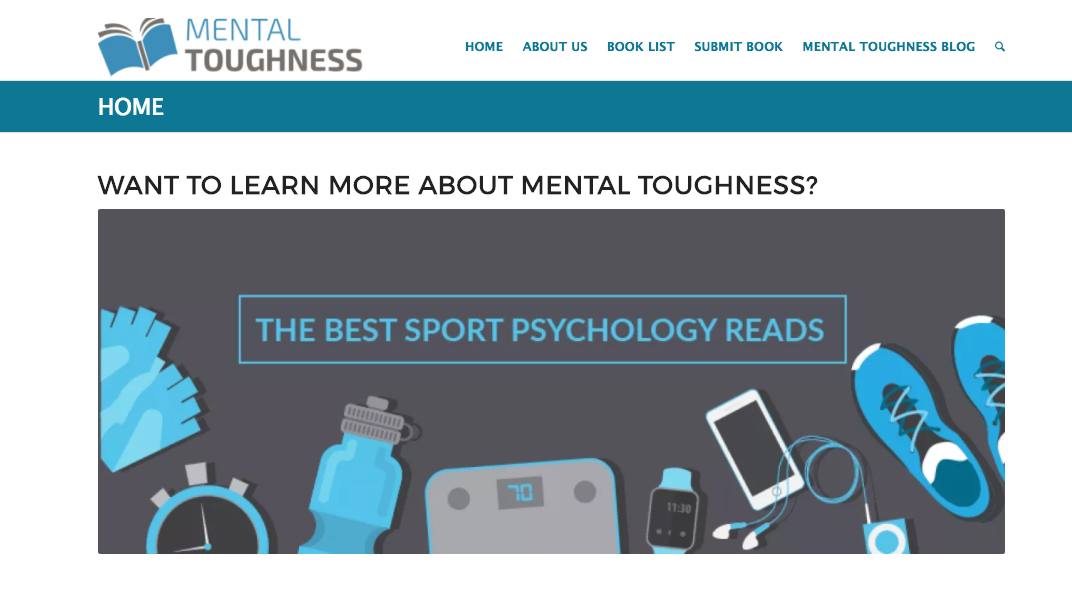 MENTAL
TOUGHNESS
HOME ABOUT US BOOK LIST SUBMIT BOOK MENTAL TOUGHNESS BLOG
HOME
WANT TO LEARN MORE ABOUT MENTAL TOUGHNESS?
THE BEST SPORT PSYCHOLOGY READS
70
11:30